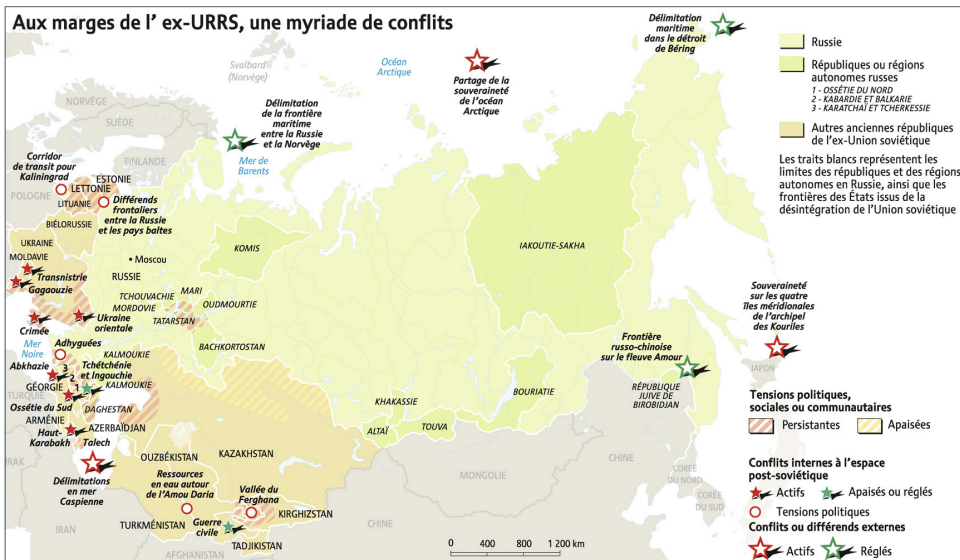 Aux marges de l' ex-URRS, une myriade de conflits
Svalbard
(Norvège)
Océan
Arctique
Partage de la
souveraineté
de l'océan
Arctique
Délimitation
maritime
dans le détroit
de Béring
NORVÈGE
SUÈDE
FINLANDE
Délimitation
de la frontière
maritime
entre la Russie
et la Norvège
Mer de
Barents
Corridor
de transit pour
Kaliningrad
POLOGNE
ESTONIE
LETTONIE
LITUANIE
BIÉLORUSSIE
Différends
frontaliers
entre la Russie
et les pays baltes
UKRAINE
MOLDAVIE
Transnistrie
Gagaouzie
Moscou
RUSSIE
KOMIS
IAKOUTIE-SAKHA
TCHOUVACHIE
MARI
MORDOVIE
OUDMOURTIE
TATARSTAN
BACHKORTOSTAN
Crimée
Ukraine
orientale
Mer
Noire
Adhyguées
KALMOUKIE
Abkhazie
3
2
1
Tchétchénie
et Ingouchie
KALMOUKIE
GÉORGIE
TURQUIE
Ossétie du Sud
DAGHESTAN
ARMÉNIE
AZERBAÏDJAN
Haut-
Karabakh
Talech
IRAK
Délimitations
en mer
Caspienne
IRAN
OUZBÉKISTAN
KAZAKHSTAN
Ressources
en eau autour
de l'Amou Daria
Vallée du
Ferghana
TURKMÉNISTAN
Guerre
civile
KIRGHIZSTAN
TADJIKISTAN
AFGHANISTAN
CHINE
KHAKASSIE
ALTAÏ
TOUVA
BOURIATIE
MONGOLIE
Frontière
russo-chinoise
sur le fleuve Amour
RÉPUBLIQUE
JUIVE DE
BIROBIDJAN
CHINE
CORÉE
DU NORD
CORÉE
DU SUD
Souveraineté
sur les quatre
îles méridionales
de l'archipel
des Kouriles
JAPON
0 400 800 1 200 km
Russie
Républiques ou régions
autonomes russes
1 - OSSÉTIE DU NORD
2 - KABARDIE ET BALKARIE
3 - KARATCHAÏ ET TCHERKESSIE
Autres anciennes républiques
de l'ex-Union soviétique
Les traits blancs représentent les
limites des républiques et des régions
autonomes en Russie, ainsi que les
frontières des États issus de la
désintégration de l'Union soviétique
Tensions politiques,
sociales ou communautaires
Persistantes
Apaisées
Conflits internes à l'espace
post-soviétique
Actifs
Apaisés ou réglés
Tensions politiques
Conflits ou différends externes
Actifs
Réglés